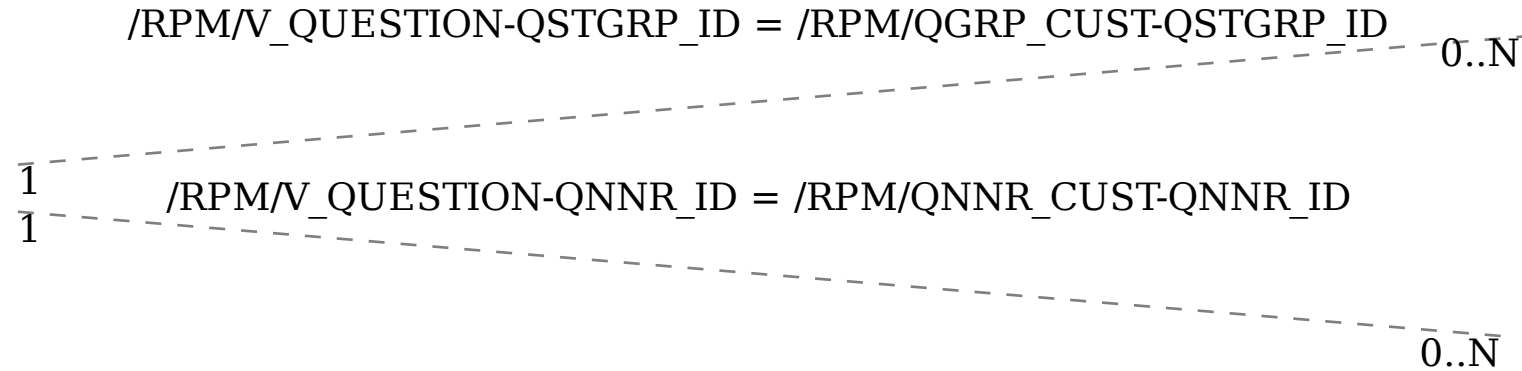 /RPM/V_QUESTION-QSTGRP_ID = /RPM/QGRP_CUST-QSTGRP_ID
0..N
1
/RPM/V_QUESTION-QNNR_ID = /RPM/QNNR_CUST-QNNR_ID
1
0..N